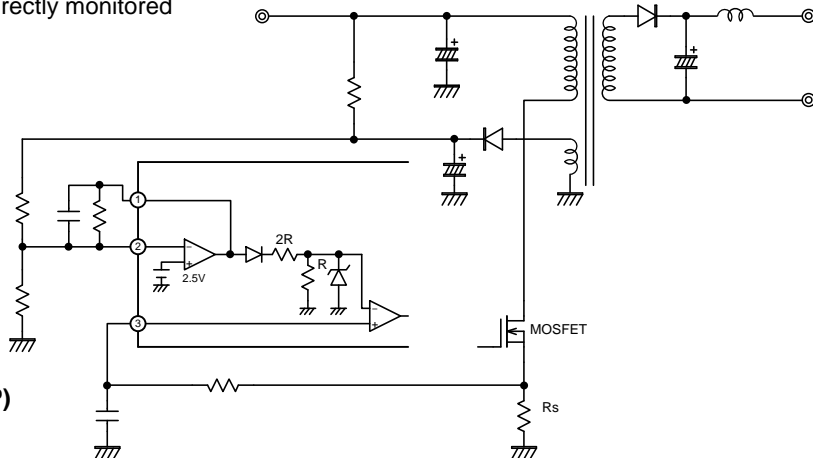 rectly monitored
+
+
+
1
2
2R
−
+
R
2.5V
−
+
3
MOSFET
Rs
)